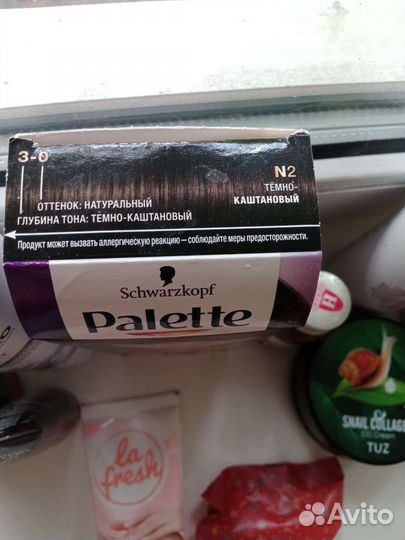 3-0
N2
ТЁМНО-
КАШТАНОВЫЙ
ОТТЕНОК: НАТУРАЛЬНЫЙ
ГЛУБИНА ТОНА: ТЁМНО-КАШТАНОВЫЙ
Продукт может вызвать аллергическую реакцию – соблюдайте меры предосторожности.
Schwarzkopf
Palette
H
la
fresh
SNAIL COLLAGE
CC Cream
TUZ
Avito